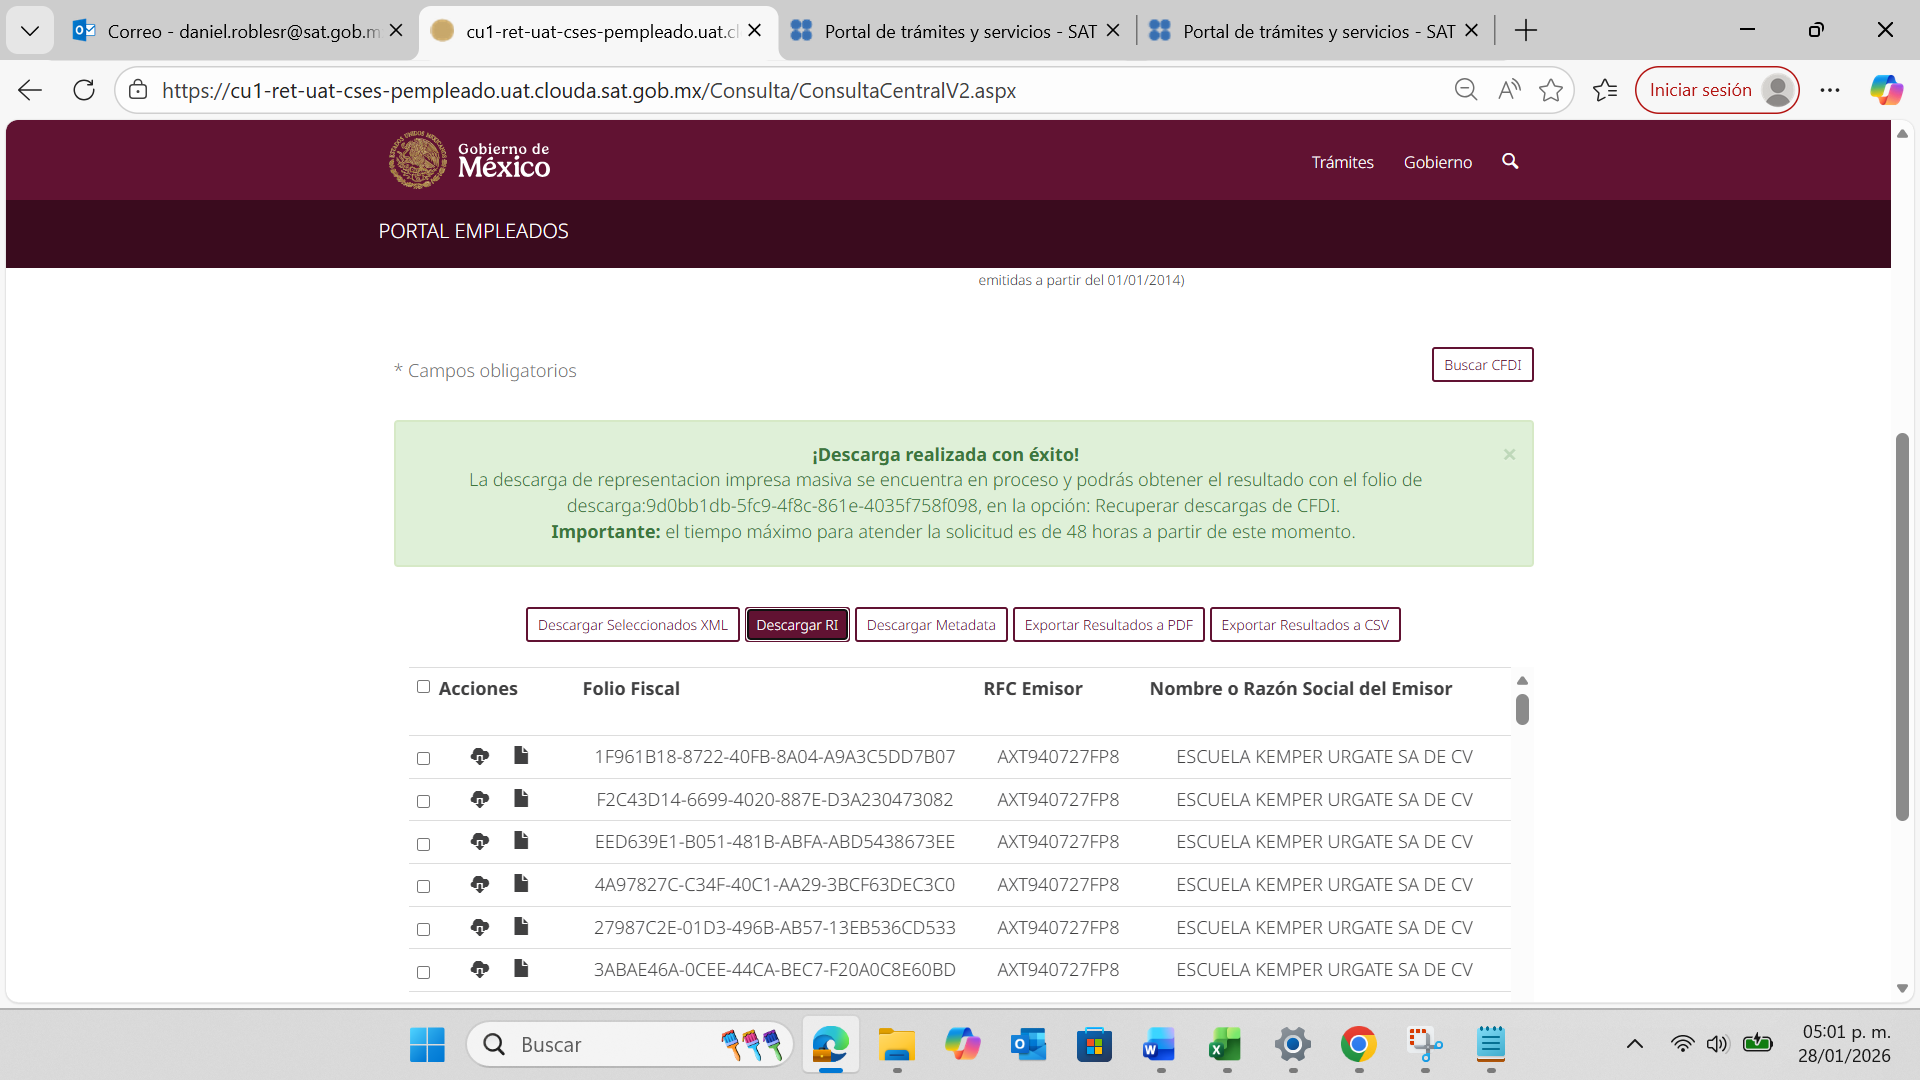 Correo - daniel.roblesr@sat.gob.m
cu1-ret-uat-cses-pempleado.uat.cl
Portal de trámites y servicios - SAT
Portal de trámites y servicios - SAT
https://cu1-ret-uat-cses-pempleado.uat.clouda.sat.gob.mx/Consulta/ConsultaCentralV2.aspx
Iniciar sesión
Gobierno de
México
Trámites
Gobierno
PORTAL EMPLEADOS
emitidas a partir del 01/01/2014)
* Campos obligatorios
Buscar CFDI
¡Descarga realizada con éxito!
La descarga de representacion impresa masiva se encuentra en proceso y podrás obtener el resultado con el folio de
descarga:9d0bb1db-5fc9-4f8c-861e-4035f758f098, en la opción: Recuperar descargas de CFDI.
Importante: el tiempo máximo para atender la solicitud es de 48 horas a partir de este momento.
Descargar Seleccionados XML
Descargar RI
Descargar Metadata
Exportar Resultados a PDF
Exportar Resultados a CSV
Acciones Folio Fiscal RFC Emisor Nombre o Razón Social del Emisor
1F961B18-8722-40FB-8A04-A9A3C5DD7B07 AXT940727FP8 ESCUELA KEMPER URGATE SA DE CV
F2C43D14-6699-4020-887E-D3A230473082 AXT940727FP8 ESCUELA KEMPER URGATE SA DE CV
EED639E1-B051-481B-ABFA-ABD5438673EE AXT940727FP8 ESCUELA KEMPER URGATE SA DE CV
4A97827C-C34F-40C1-AA29-3BCF63DEC3C0 AXT940727FP8 ESCUELA KEMPER URGATE SA DE CV
27987C2E-01D3-496B-AB57-13EB536CD533 AXT940727FP8 ESCUELA KEMPER URGATE SA DE CV
3ABAE46A-0CEE-44CA-BEC7-F20A0C8E60BD AXT940727FP8 ESCUELA KEMPER URGATE SA DE CV
Buscar
05:01 p. m.
28/01/2026